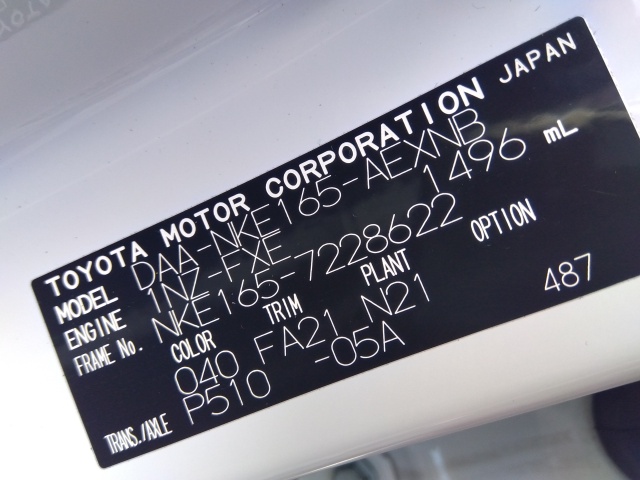 TOYOTA MOTOR CORPORATION JAPAN
MODEL DAA-NKE165-AEXNB
ENGINE 1NZ-FXE 1496 mL
FRAME No. NKE165-7228622
COLOR TRIM PLANT OPTION
040 FA21 N21 487
TRANS./AXLE P510 -05A